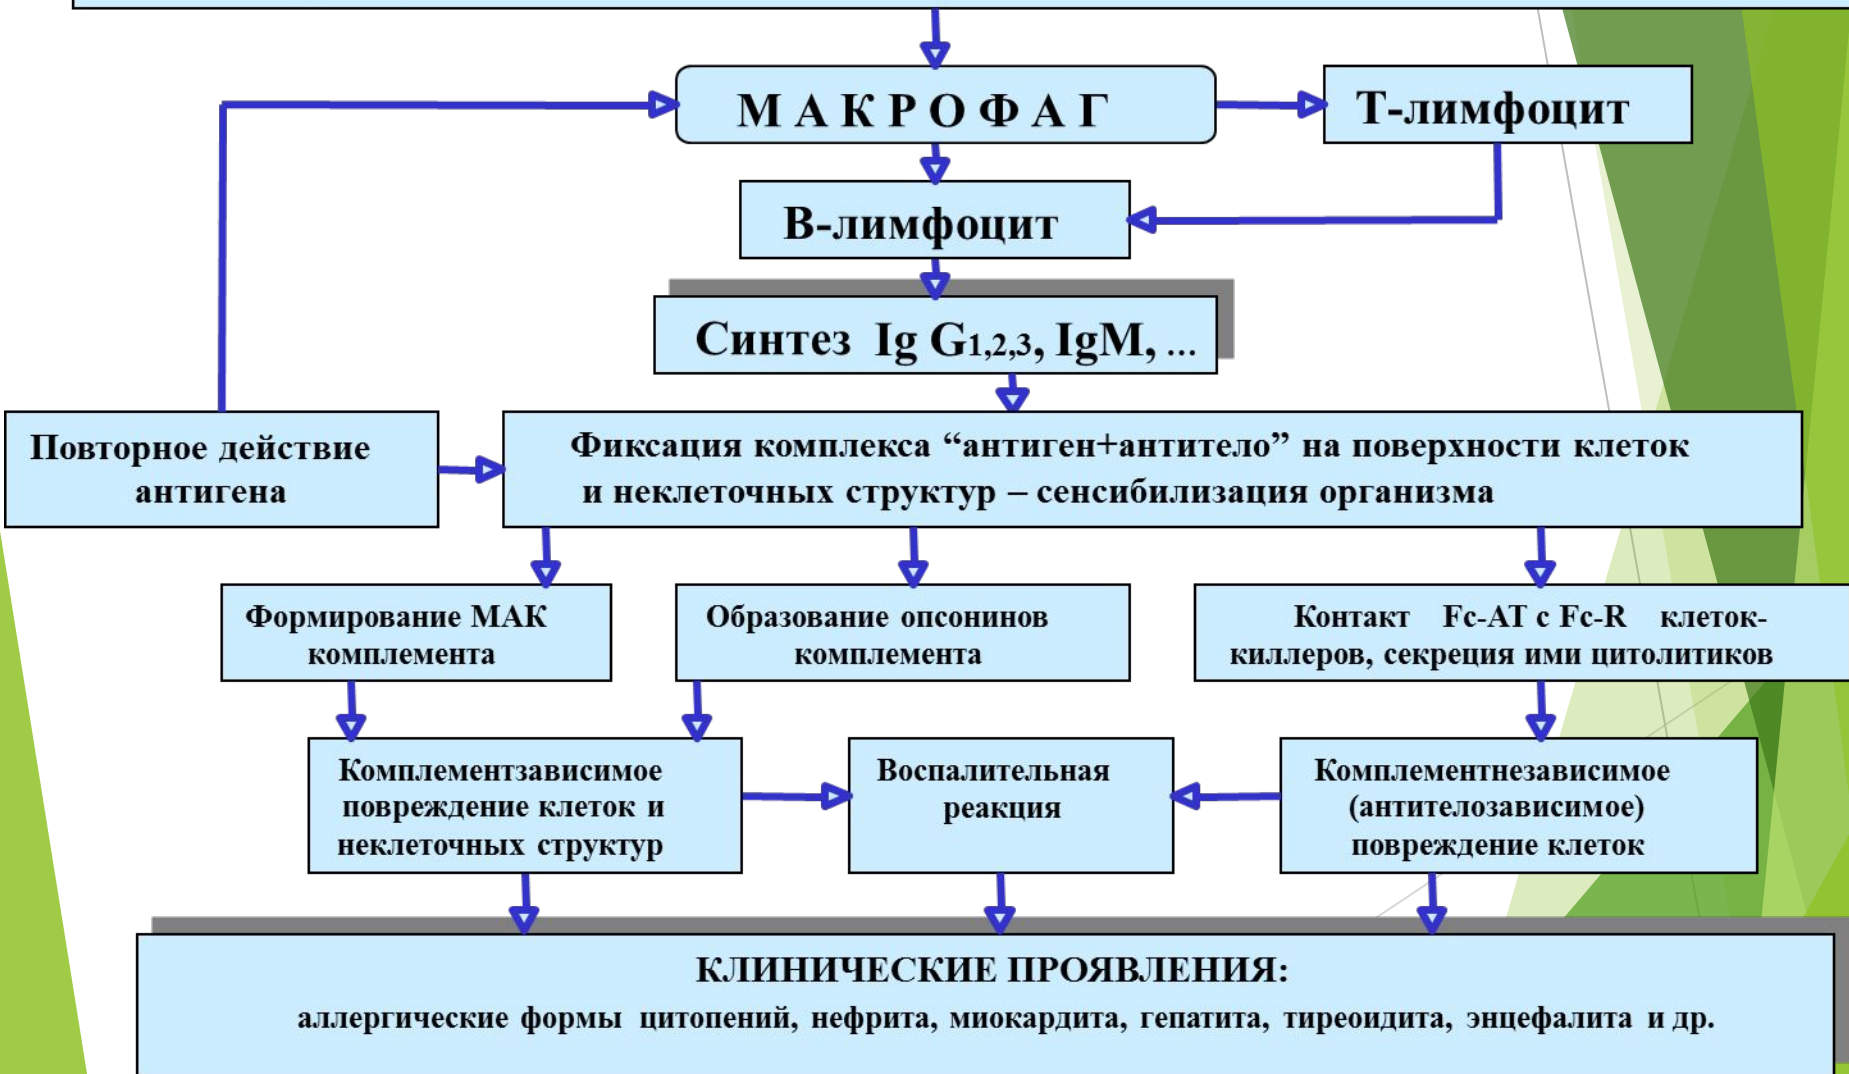 М А К Р О Ф А Г
Т-лимфоцит
В-лимфоцит
Синтез Ig G1,2,3, IgM, ...
Повторное действие
антигена
Фиксация комплекса “антиген+антитело” на поверхности клеток
и неклеточных структур – сенсибилизация организма
Формирование МАК
комплемента
Образование опсонинов
комплемента
Контакт Fc-АТ с Fc-R клеток-
киллеров, секреция ими цитолитиков
Комплементзависимое
повреждение клеток и
неклеточных структур
Воспалительная
реакция
Комплементнезависимое
(антителозависимое)
повреждение клеток
КЛИНИЧЕСКИЕ ПРОЯВЛЕНИЯ:
аллергические формы цитопений, нефрита, миокардита, гепатита, тиреоидита, энцефалита и др.